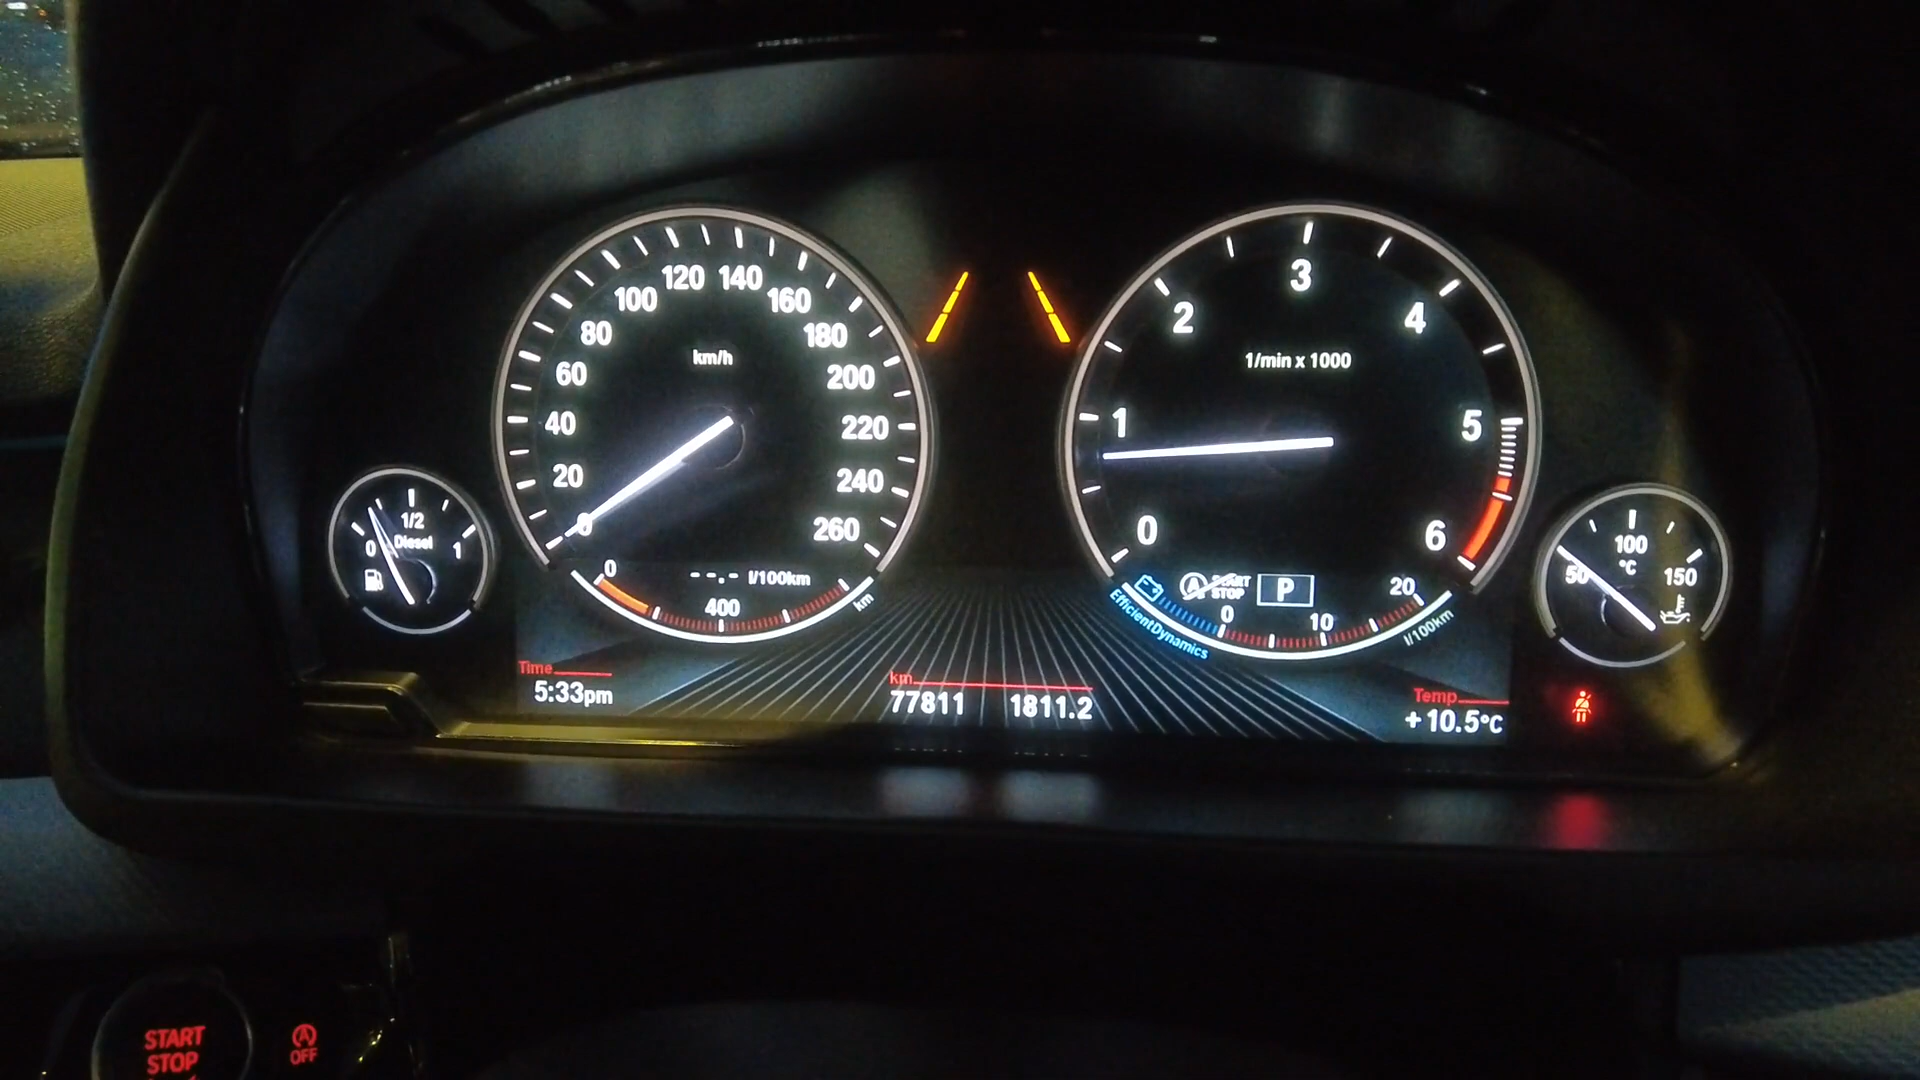 120 140
100 160
80 180
60 200
40 220
20 240
0 260
km/h
1/2
Diesel
0 1
0
400
--.- l/100km
km
3
2 4
1 5
0 6
1/min x 1000
A START
STOP
P
0 10 20
l/100km
EfficientDynamics
100
°C
50 150
Time
5:33pm
km
77811 1811.2
Temp
+10.5°C
START
STOP
A
OFF